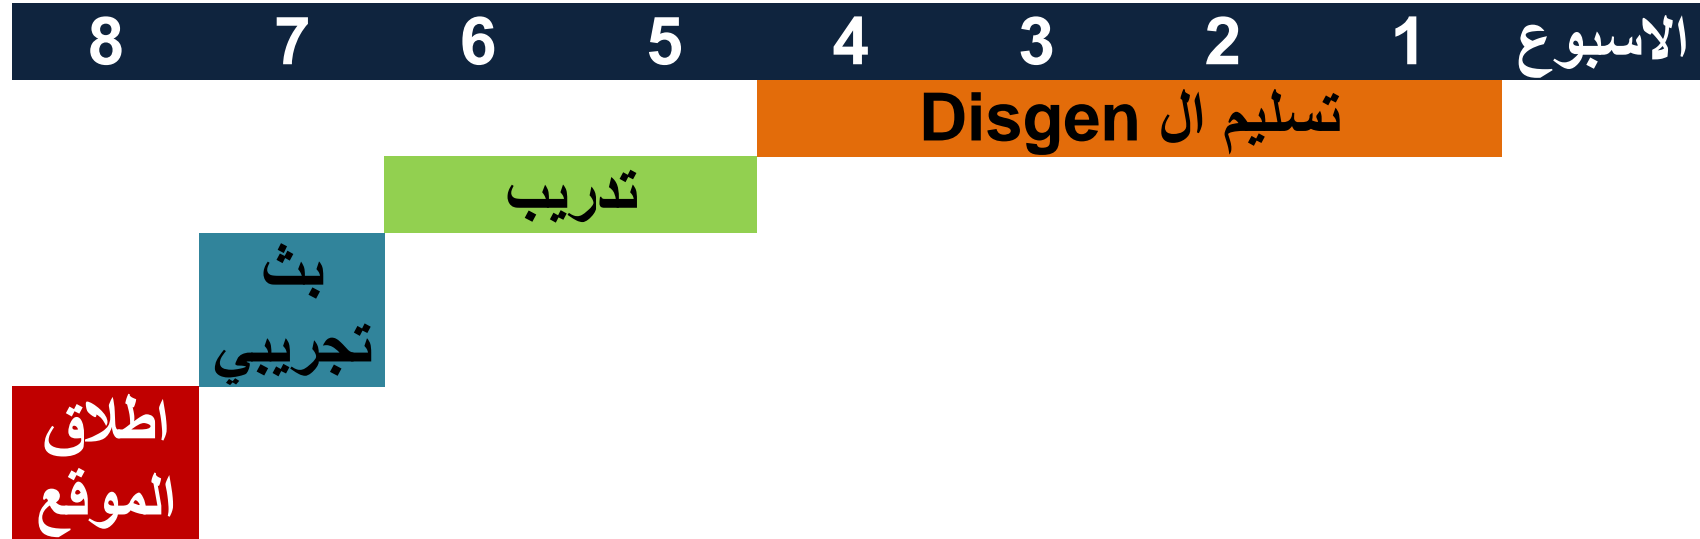 الاسبوع 1 2 3 4 5 6 7 8
تسليم ال Disgen
تدريب
بث
تجريبي
اطلاق
الموقع